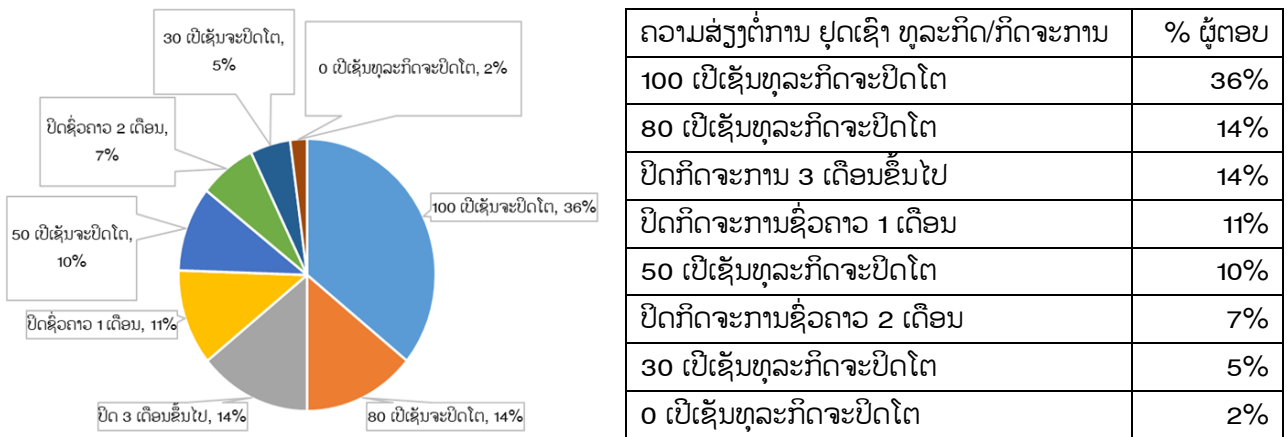 30 ເປີເຊັນຈະປິດໂຕ,
5%
0 ເປີເຊັນທຸລະກິດຈະປິດໂຕ, 2%
ປິດຊົ່ວຄາວ 2 ເດືອນ,
7%
100 ເປີເຊັນຈະປິດໂຕ, 36%
50 ເປີເຊັນຈະປິດໂຕ,
10%
ປິດຊົ່ວຄາວ 1 ເດືອນ, 11%
ປິດ 3 ເດືອນຂຶ້ນໄປ, 14%
80 ເປີເຊັນຈະປິດໂຕ, 14%
ຄວາມສ່ຽງຕໍ່ການ ຢຸດເຊົາ ທູລະກິດ/ກິດຈະການ % ຜູ້ຕອບ
100 ເປີເຊັນທຸລະກິດຈະປິດໂຕ 36%
80 ເປີເຊັນທຸລະກິດຈະປິດໂຕ 14%
ປິດກິດຈະການ 3 ເດືອນຂຶ້ນໄປ 14%
ປິດກິດຈະການຊົ່ວຄາວ 1 ເດືອນ 11%
50 ເປີເຊັນທຸລະກິດຈະປິດໂຕ 10%
ປິດກິດຈະການຊົ່ວຄາວ 2 ເດືອນ 7%
30 ເປີເຊັນທຸລະກິດຈະປິດໂຕ 5%
0 ເປີເຊັນທຸລະກິດຈະປິດໂຕ 2%